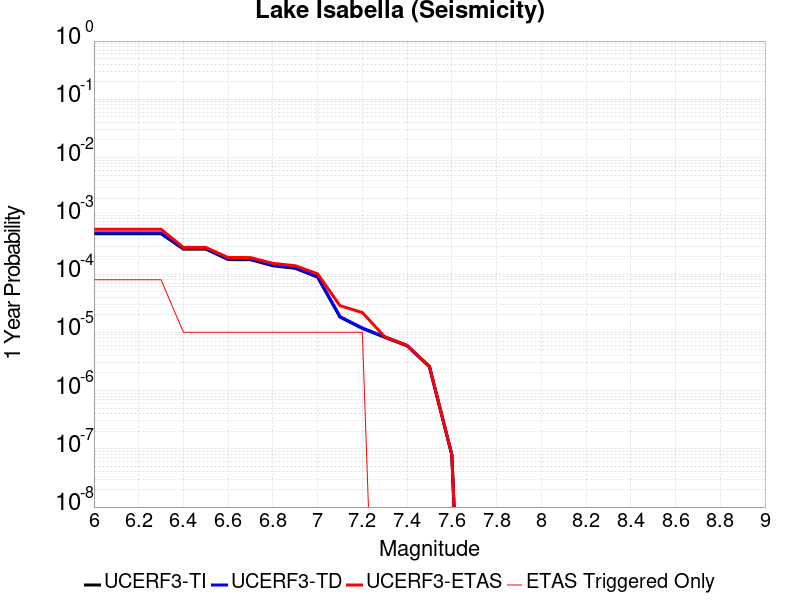 Lake Isabella (Seismicity)
10^0
10^-1
10^-2
10^-3
10^-4
10^-5
10^-6
10^-7
10^-8
1 Year Probability
6 6.2 6.4 6.6 6.8 7 7.2 7.4 7.6 7.8 8 8.2 8.4 8.6 8.8 9
Magnitude
UCERF3-TI UCERF3-TD UCERF3-ETAS ETAS Triggered Only